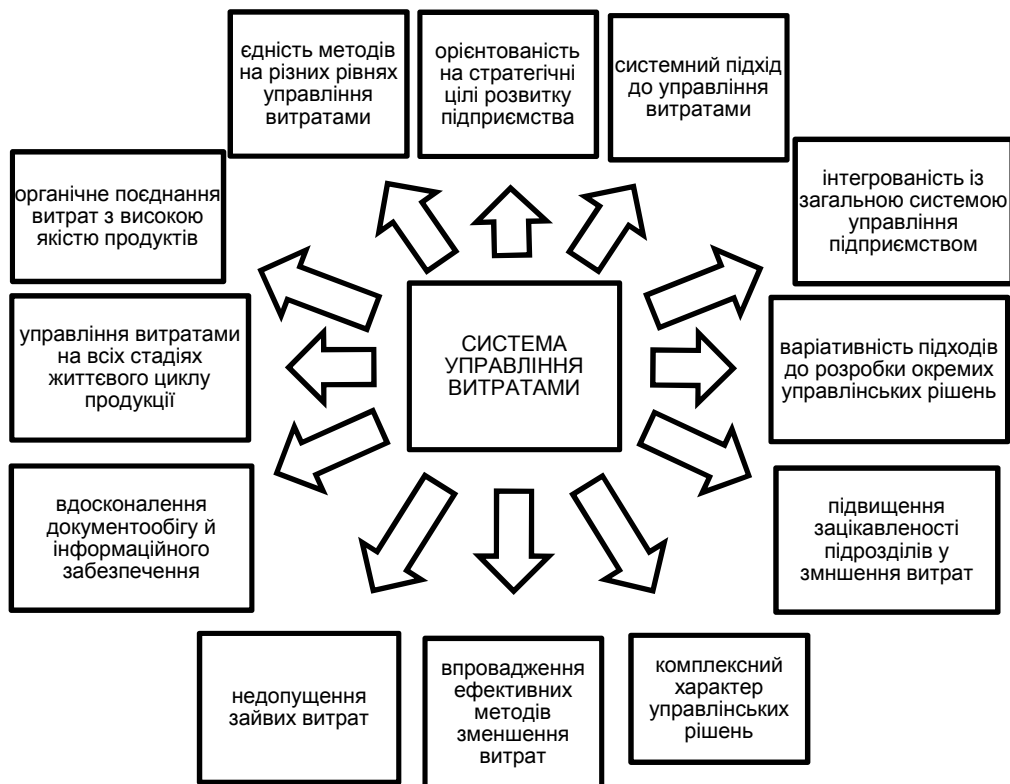 єдність методів
на різних рівнях
управління
витратами
орієнтованість
на стратегічні
цілі розвитку
підприємства
системний підхід
до управління
витратами
органічне поєднання
витрат з високою
якістю продуктів
інтегрованість із
загальною системою
управління
підприємством
управління витратами
на всіх стадіях
життєвого циклу
продукції
СИСТЕМА
УПРАВЛІННЯ
ВИТРАТАМИ
варіативність підходів
до розробки окремих
управлінських рішень
вдосконалення
документообігу й
інформаційного
забезпечення
підвищення
зацікавленості
підрозділів у
змншення витрат
недопущення
зайвих витрат
впровадження
ефективних
методів
зменшення
витрат
комплексний
характер
управлінських
рішень